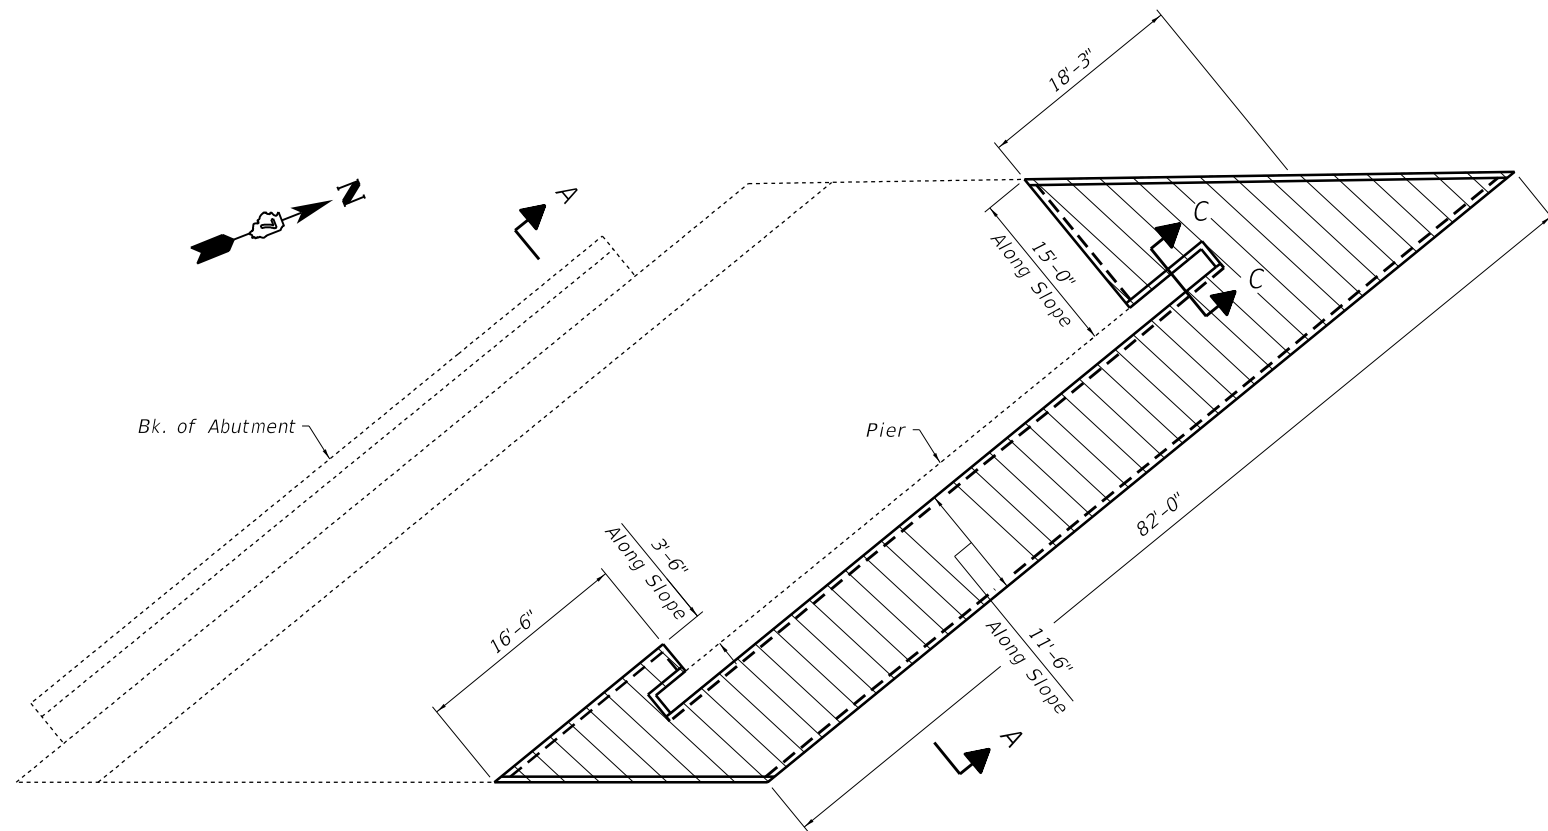 18'-3"
N
A
C
15'-0"
Along Slope
C
Bk. of Abutment
Pier
82'-0"
3'-6"
Along Slope
16'-6"
11'-6"
Along Slope
A